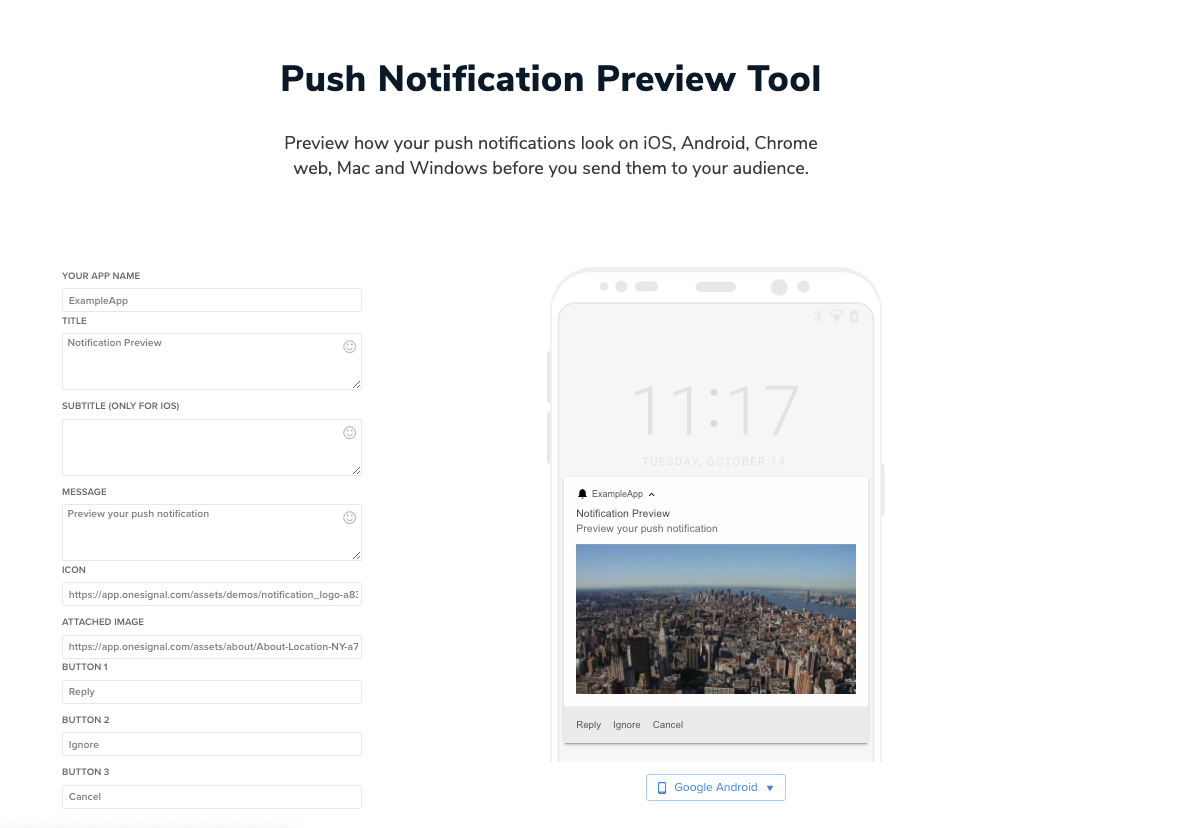 Push Notification Preview Tool
Preview how your push notifications look on iOS, Android, Chrome
web, Mac and Windows before you send them to your audience.
YOUR APP NAME
ExampleApp
TITLE
Notification Preview
SUBTITLE (ONLY FOR IOS)
MESSAGE
Preview your push notification
ICON
https://app.onesignal.com/assets/demos/notification_logo-a83
ATTACHED IMAGE
https://app.onesignal.com/assets/about/About-Location-NY-a7
BUTTON 1
Reply
BUTTON 2
Ignore
BUTTON 3
Cancel
11:17
TUESDAY, OCTOBER 14
ExampleApp
Notification Preview
Preview your push notification
Reply Ignore Cancel
Google Android